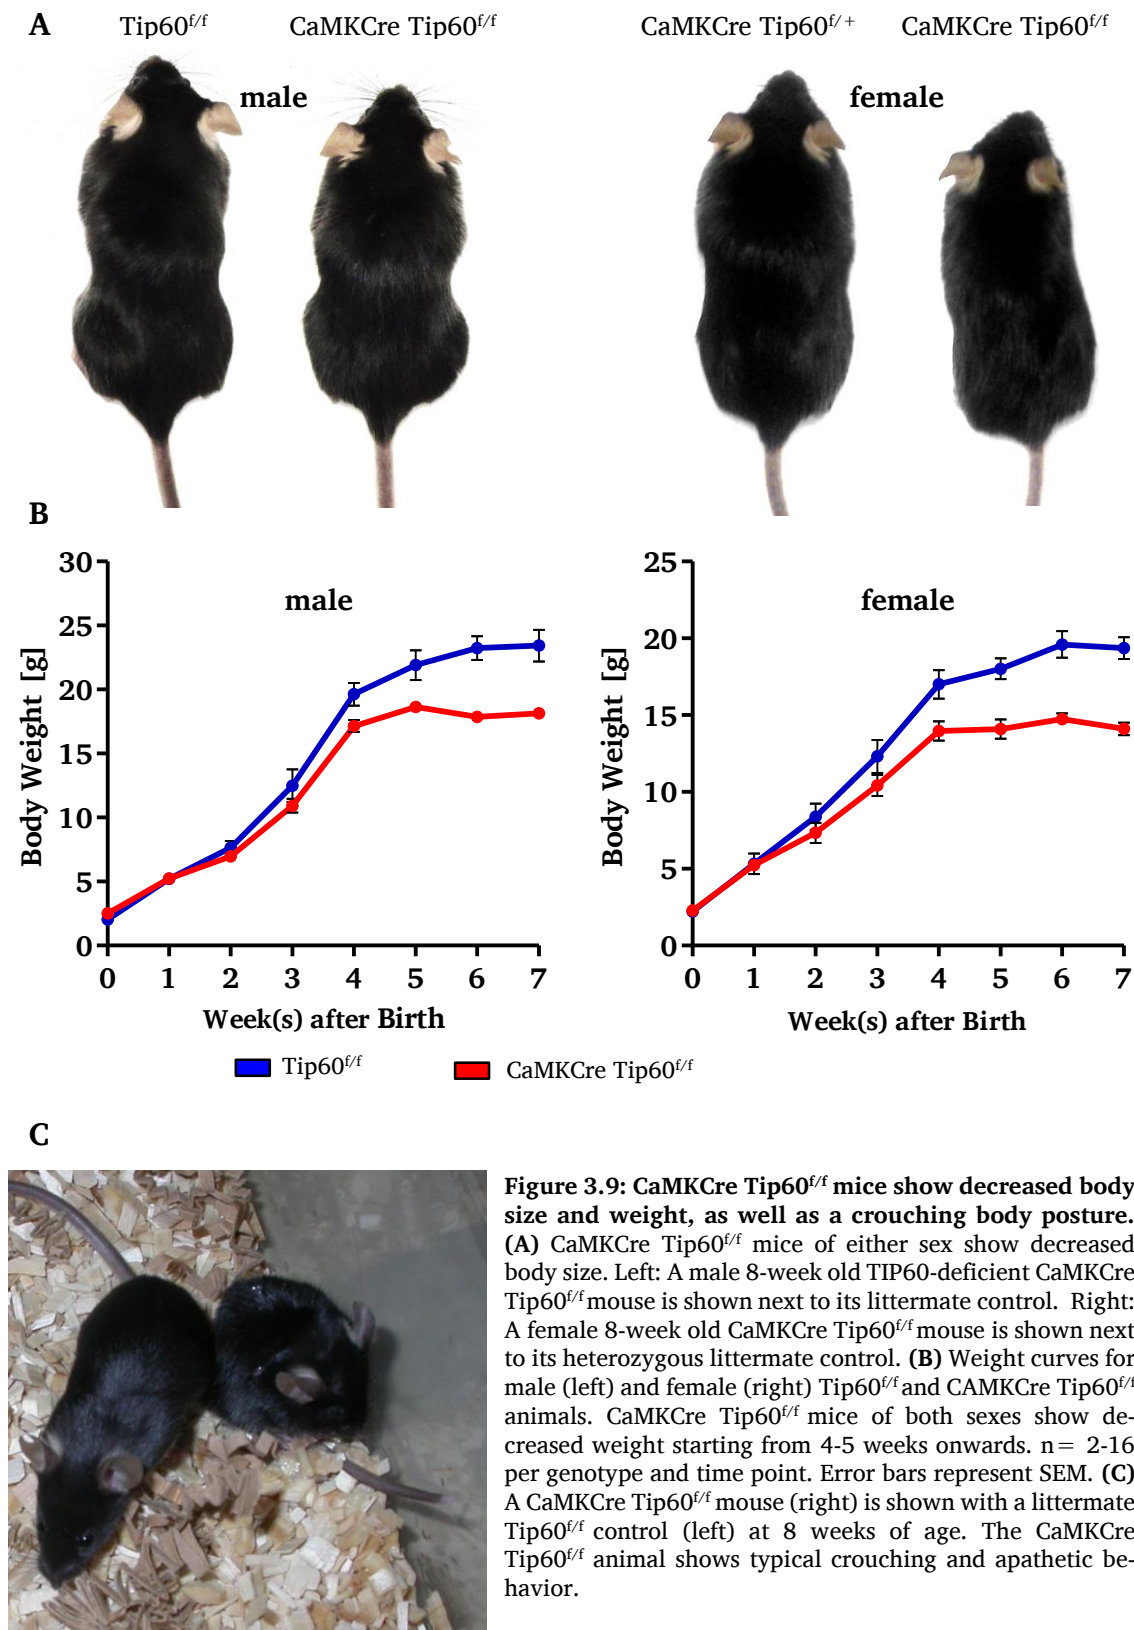 A
Tip60f/f
CaMKCre Tip60f/f
CaMKCre Tip60f/+
CaMKCre Tip60f/f
male
female
B
30
25
20
15
10
5
0
Body Weight [g]
male
0 1 2 3 4 5 6 7
Week(s) after Birth
25
20
15
10
5
0
Body Weight [g]
female
0 1 2 3 4 5 6 7
Week(s) after Birth
Tip60f/f
CaMKCre Tip60f/f
C
Figure 3.9: CaMKCre Tip60f/f mice show decreased body
size and weight, as well as a crouching body posture.
(A) CaMKCre Tip60f/f mice of either sex show decreased
body size. Left: A male 8-week old TIP60-deficient CaMKCre
Tip60f/f mouse is shown next to its littermate control. Right:
A female 8-week old CaMKCre Tip60f/f mouse is shown next
to its heterozygous littermate control. (B) Weight curves for
male (left) and female (right) Tip60f/f and CAMKCre Tip60f/f
animals. CaMKCre Tip60f/f mice of both sexes show de-
creased weight starting from 4-5 weeks onwards. n= 2-16
per genotype and time point. Error bars represent SEM. (C)
A CaMKCre Tip60f/f mouse (right) is shown with a littermate
Tip60f/f control (left) at 8 weeks of age. The CaMKCre
Tip60f/f animal shows typical crouching and apathetic be-
havior.